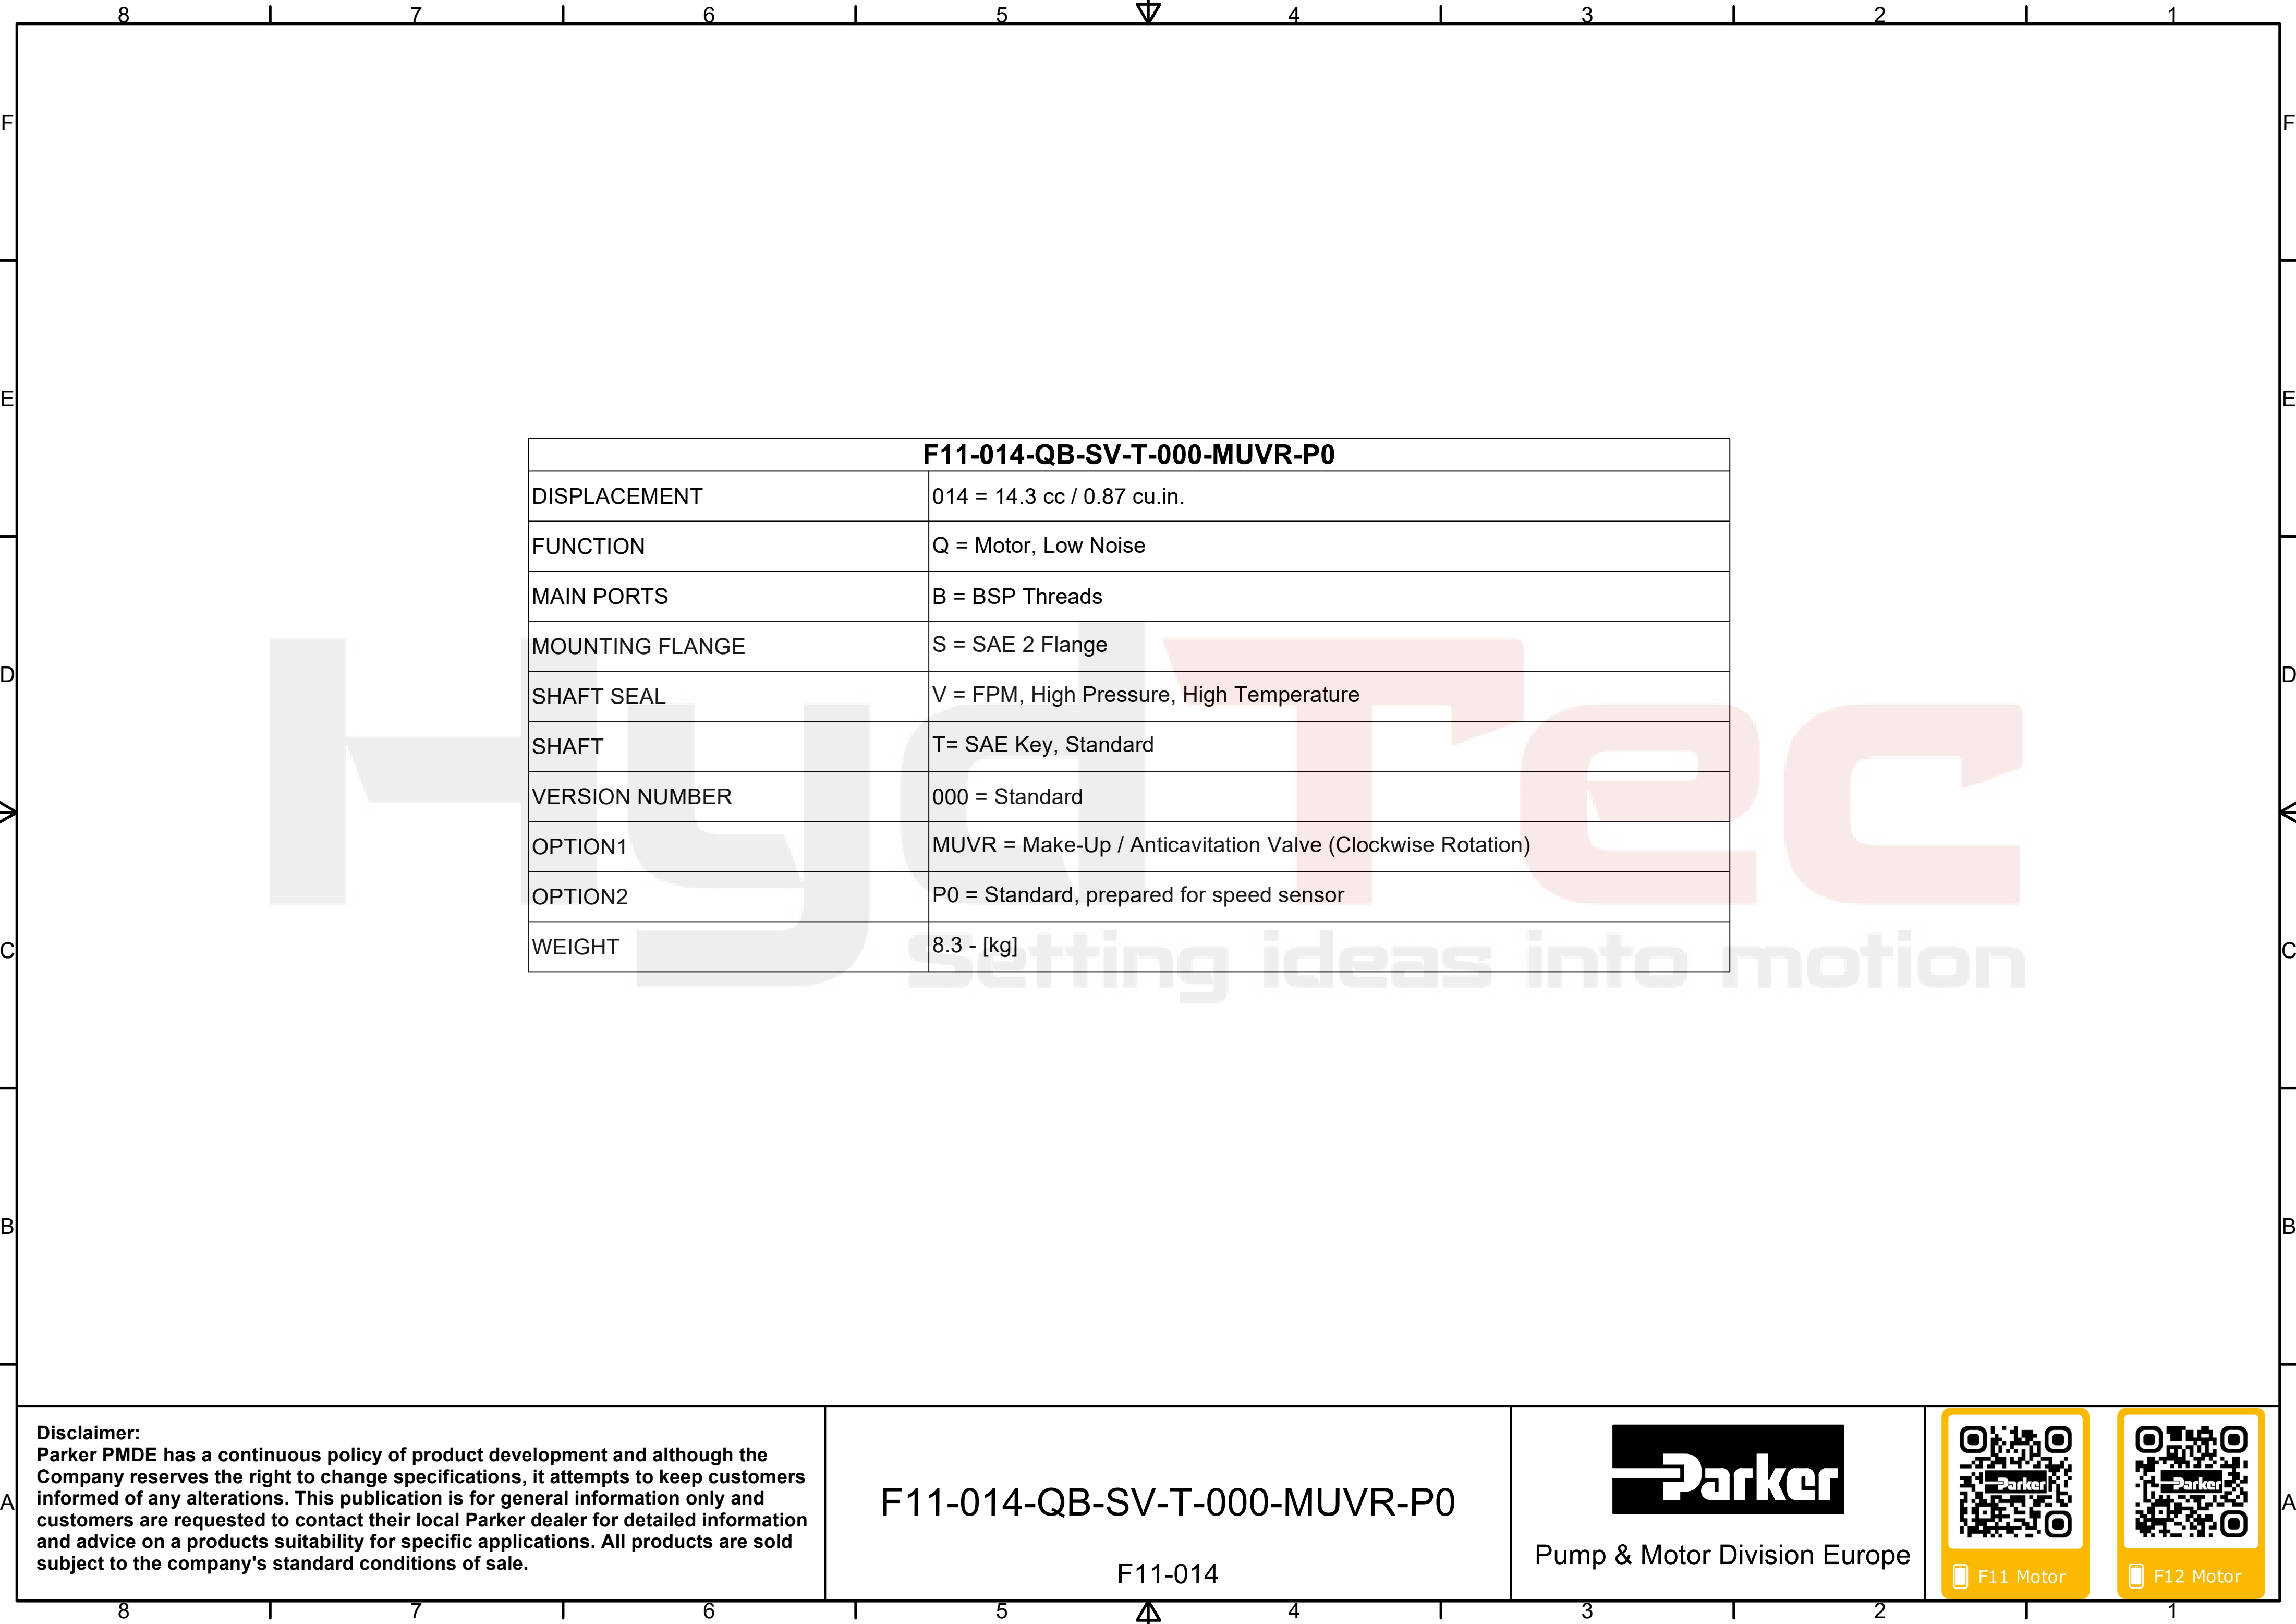 8 7 6 5 4 3 2 1
F F
E E
F11-014-QB-SV-T-000-MUVR-P0
DISPLACEMENT 014 = 14.3 cc / 0.87 cu.in.
FUNCTION Q = Motor, Low Noise
MAIN PORTS B = BSP Threads
MOUNTING FLANGE S = SAE 2 Flange
D D
SHAFT SEAL V = FPM, High Pressure, High Temperature
SHAFT T= SAE Key, Standard
VERSION NUMBER 000 = Standard
OPTION1 MUVR = Make-Up / Anticavitation Valve (Clockwise Rotation)
OPTION2 P0 = Standard, prepared for speed sensor
WEIGHT 8.3 - [kg]
HydTec
Setting ideas into motion
C C
B B
A A
Disclaimer:
Parker PMDE has a continuous policy of product development and although the
Company reserves the right to change specifications, it attempts to keep customers
informed of any alterations. This publication is for general information only and
customers are requested to contact their local Parker dealer for detailed information
and advice on a products suitability for specific applications. All products are sold
subject to the company's standard conditions of sale.
F11-014-QB-SV-T-000-MUVR-P0
F11-014
Parker
Pump & Motor Division Europe
Parker
F11 Motor
Parker
F12 Motor
8 7 6 5 4 3 2 1